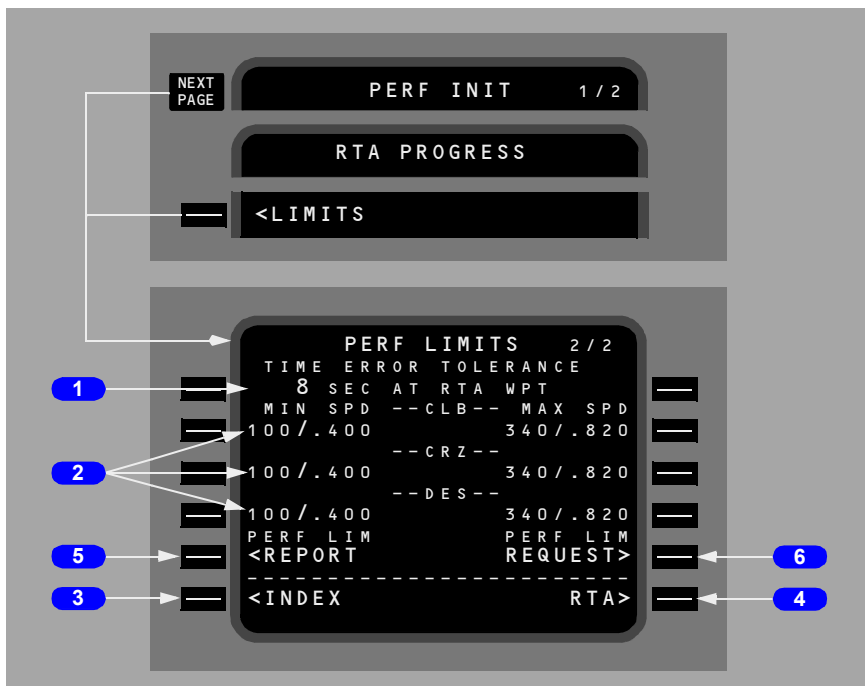 NEXT
PAGE
PERF INIT 1/2
RTA PROGRESS
<LIMITS
PERF LIMITS 2/2
TIME ERROR TOLERANCE
1 8 SEC AT RTA WPT
MIN SPD --CLB-- MAX SPD
100/.400 340/.820
--CRZ--
2 100/.400 340/.820
--DES--
100/.400 340/.820
PERF LIM PERF LIM
5 <REPORT REQUEST> 6
------------------------
3 <INDEX RTA> 4